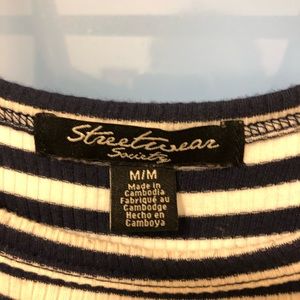 Streetwear
Society
M/M
Made in
Cambodia
Fabriqué au
Cambodge
Hecho en
Camboya